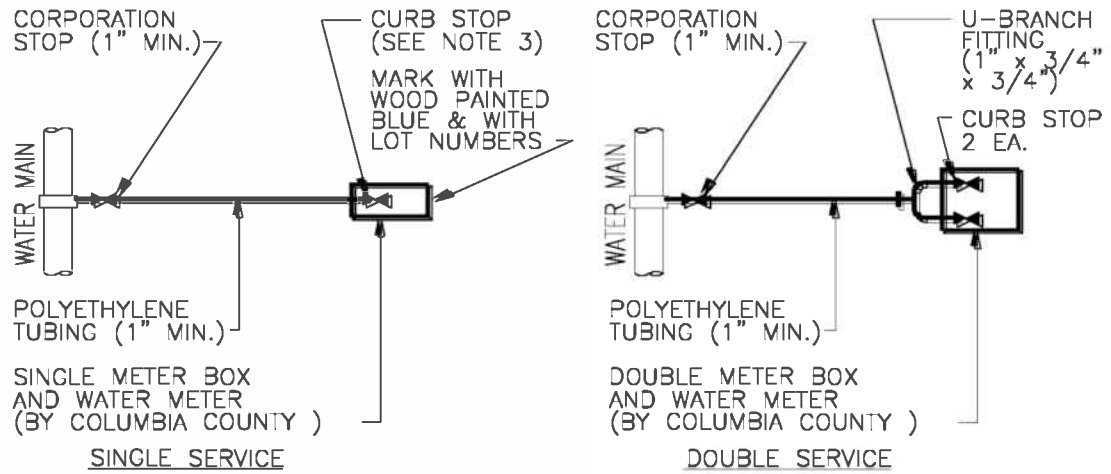 CORPORATION
STOP (1" MIN.)
CURB STOP
(SEE NOTE 3)
MARK WITH
WOOD PAINTED
BLUE & WITH
LOT NUMBERS
WATER MAIN
POLYETHYLENE
TUBING (1" MIN.)
SINGLE METER BOX
AND WATER METER
(BY COLUMBIA COUNTY )
SINGLE SERVICE
CORPORATION
STOP (1" MIN.)
U-BRANCH
FITTING
(1" x 3/4"
x 3/4")
CURB STOP
2 EA.
WATER MAIN
POLYETHYLENE
TUBING (1" MIN.)
DOUBLE METER BOX
AND WATER METER
(BY COLUMBIA COUNTY )
DOUBLE SERVICE